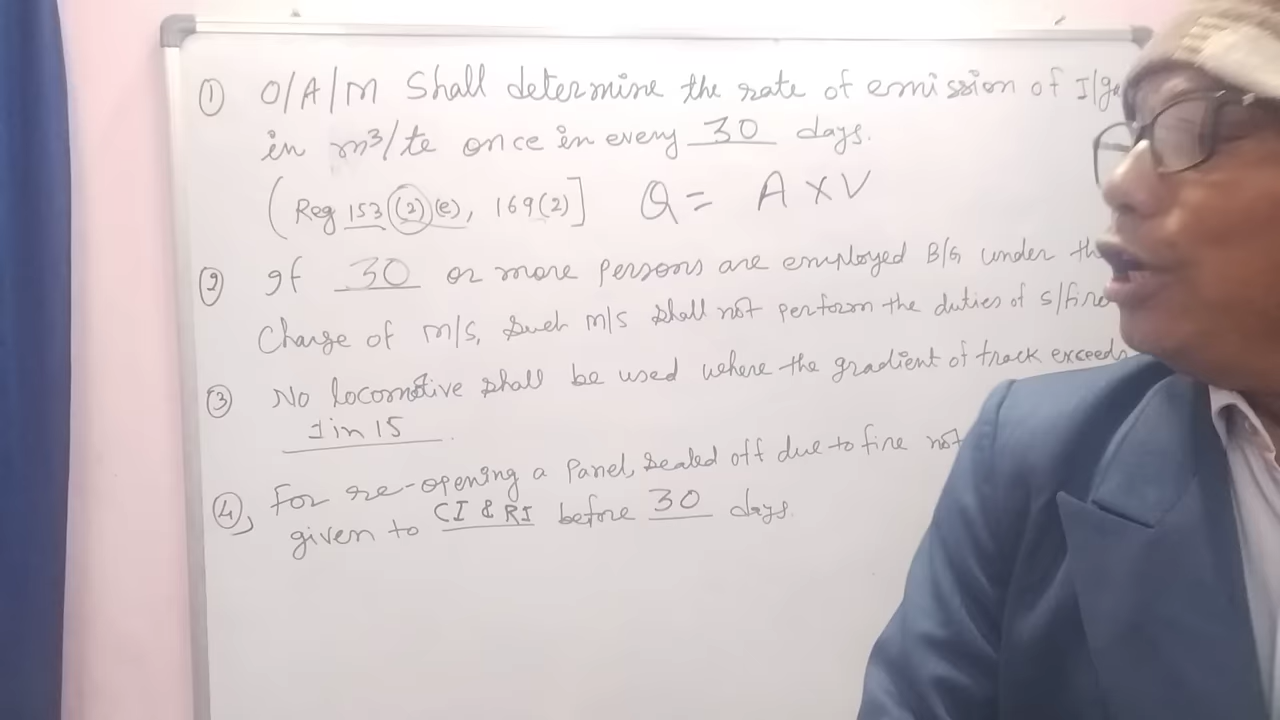 ① O/A/M Shall determine the rate of emission of I/ga
in m³/te once in every 30 days.
(Reg 153 (2) (e), 169(2)] Q = A X V
② If 30 or more persons are employed B/G under the
Charge of M/S, Such M/S shall not perform the duties of s/fire
③ No locomotive shall be used where the gradient of track exceeds
1 in 15.
④, For re-opening a Panel, sealed off due to fire not
given to CI & RI before 30 days.